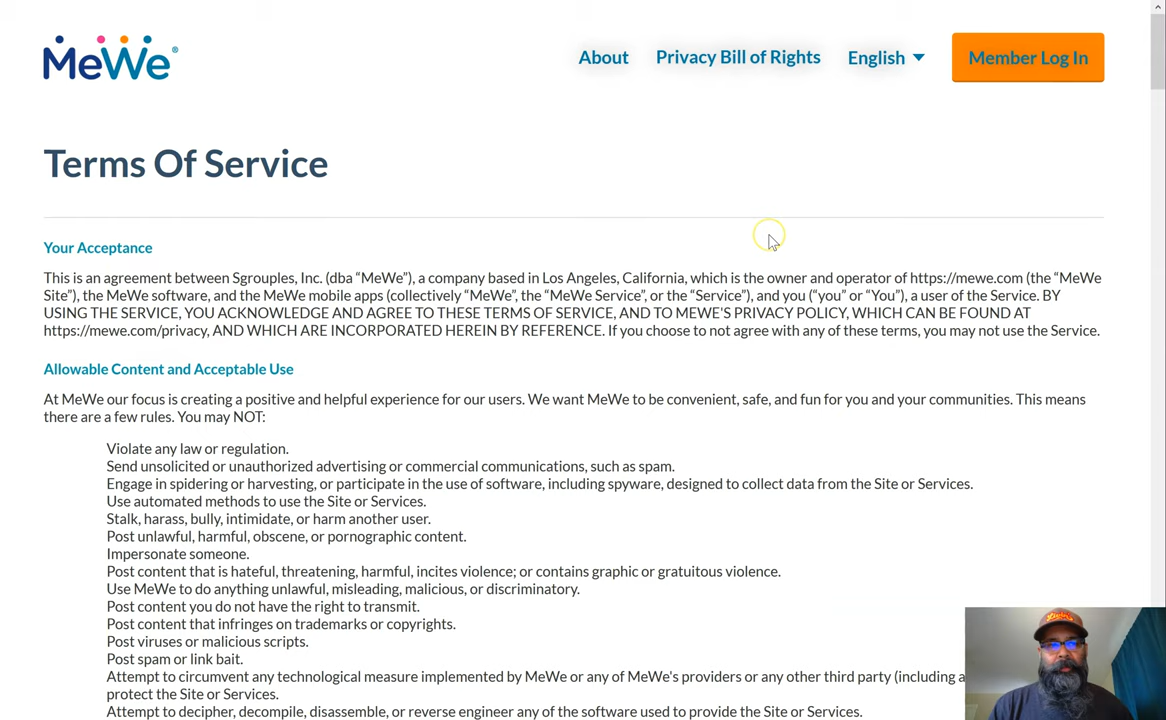 MeWe®
About Privacy Bill of Rights English Member Log In
Terms Of Service
Your Acceptance
This is an agreement between Sgrouples, Inc. (dba “MeWe”), a company based in Los Angeles, California, which is the owner and operator of https://mewe.com (the “MeWe
Site”), the MeWe software, and the MeWe mobile apps (collectively “MeWe”, the “MeWe Service”, or the “Service”), and you (“you” or “You”), a user of the Service. BY
USING THE SERVICE, YOU ACKNOWLEDGE AND AGREE TO THESE TERMS OF SERVICE, AND TO MEWE'S PRIVACY POLICY, WHICH CAN BE FOUND AT
https://mewe.com/privacy, AND WHICH ARE INCORPORATED HEREIN BY REFERENCE. If you choose to not agree with any of these terms, you may not use the Service.
Allowable Content and Acceptable Use
At MeWe our focus is creating a positive and helpful experience for our users. We want MeWe to be convenient, safe, and fun for you and your communities. This means
there are a few rules. You may NOT:
Violate any law or regulation.
Send unsolicited or unauthorized advertising or commercial communications, such as spam.
Engage in spidering or harvesting, or participate in the use of software, including spyware, designed to collect data from the Site or Services.
Use automated methods to use the Site or Services.
Stalk, harass, bully, intimidate, or harm another user.
Post unlawful, harmful, obscene, or pornographic content.
Impersonate someone.
Post content that is hateful, threatening, harmful, incites violence; or contains graphic or gratuitous violence.
Use MeWe to do anything unlawful, misleading, malicious, or discriminatory.
Post content you do not have the right to transmit.
Post content that infringes on trademarks or copyrights.
Post viruses or malicious scripts.
Post spam or link bait.
Attempt to circumvent any technological measure implemented by MeWe or any of MeWe's providers or any other third party (including a
protect the Site or Services.
Attempt to decipher, decompile, disassemble, or reverse engineer any of the software used to provide the Site or Services.